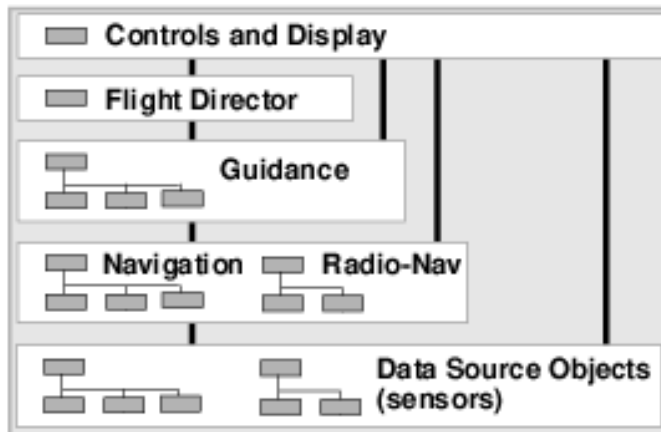 Controls and Display
Flight Director
Guidance
Navigation
Radio-Nav
Data Source Objects
(sensors)